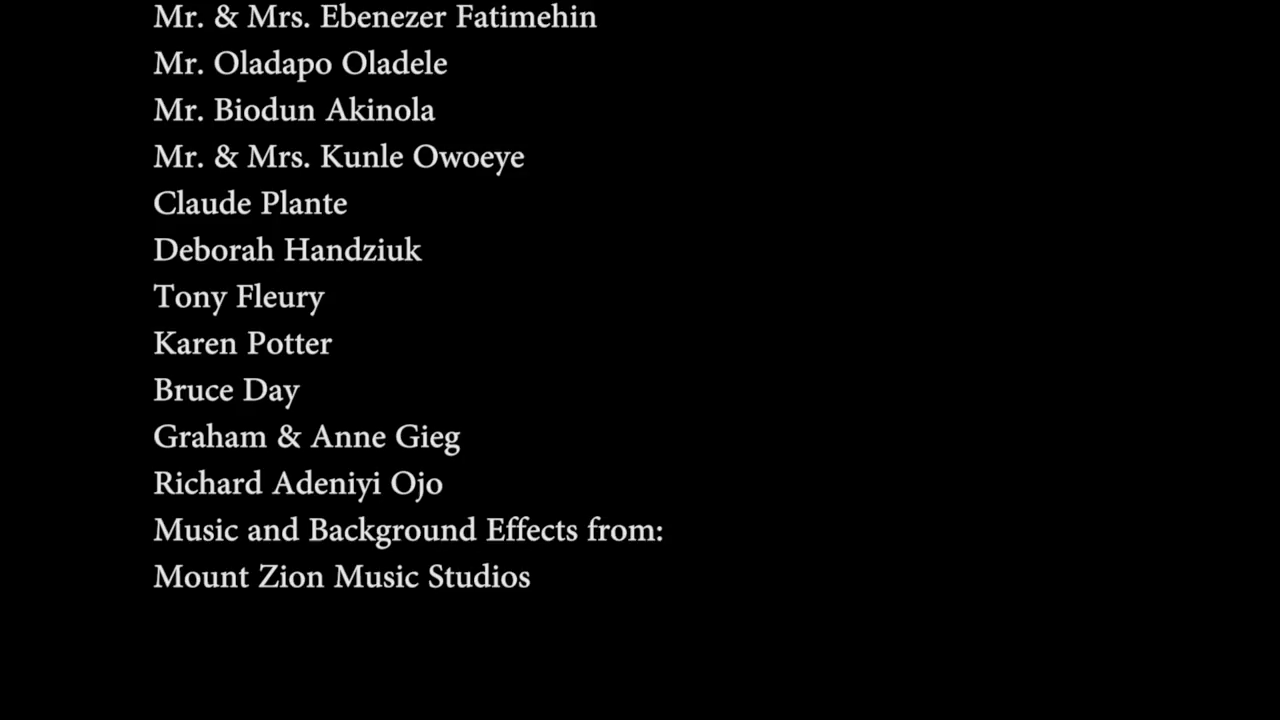 Mr. & Mrs. Ebenezer Fatimehin
Mr. Oladapo Oladele
Mr. Biodun Akinola
Mr. & Mrs. Kunle Owoeye
Claude Plante
Deborah Handziuk
Tony Fleury
Karen Potter
Bruce Day
Graham & Anne Gieg
Richard Adeniyi Ojo
Music and Background Effects from:
Mount Zion Music Studios